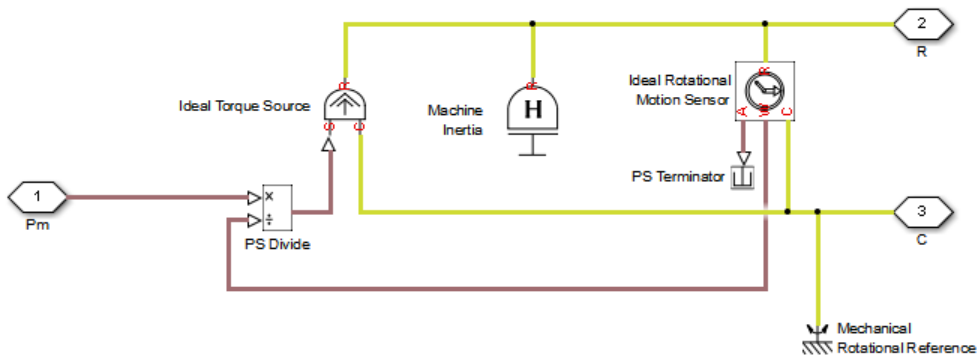 2
R
Ideal Torque Source
R
S
C
Machine
Inertia
R
H
Ideal Rotational
Motion Sensor
R
A
W
C
PS Terminator
1
Pm
×
÷
PS Divide
3
C
Mechanical
Rotational Reference